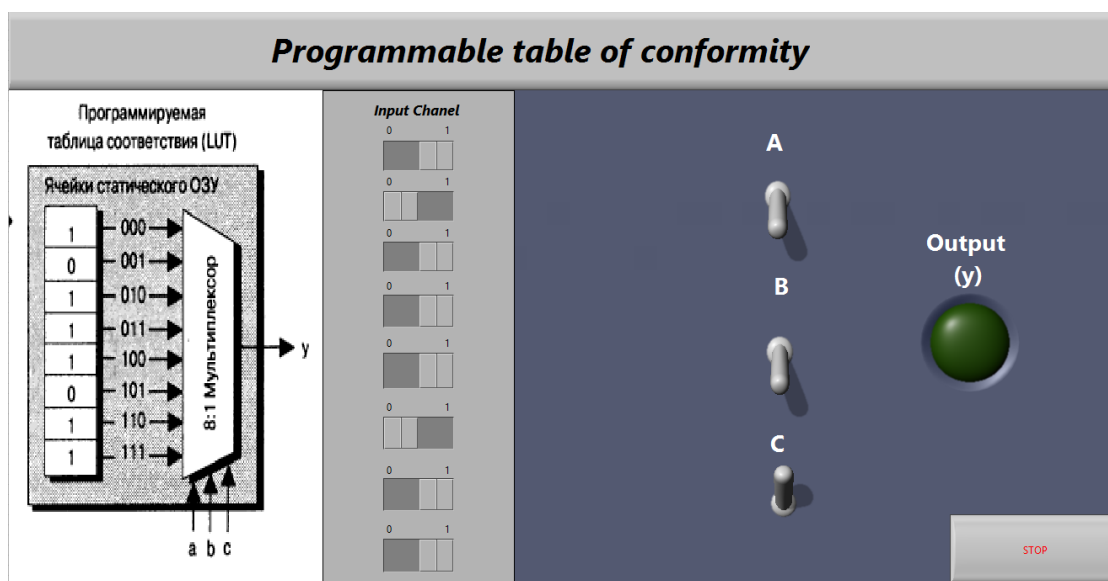 Programmable table of conformity
Программируемая
таблица соответствия (LUT)
Ячейки статического ОЗУ
1 000
0 001
1 010
1 011
1 100
0 101
1 110
1 111
8:1 Мультиплексор
y
a b c
Input Chanel
0 1
0 1
0 1
0 1
0 1
0 1
0 1
0 1
A
B
C
Output
(y)
STOP